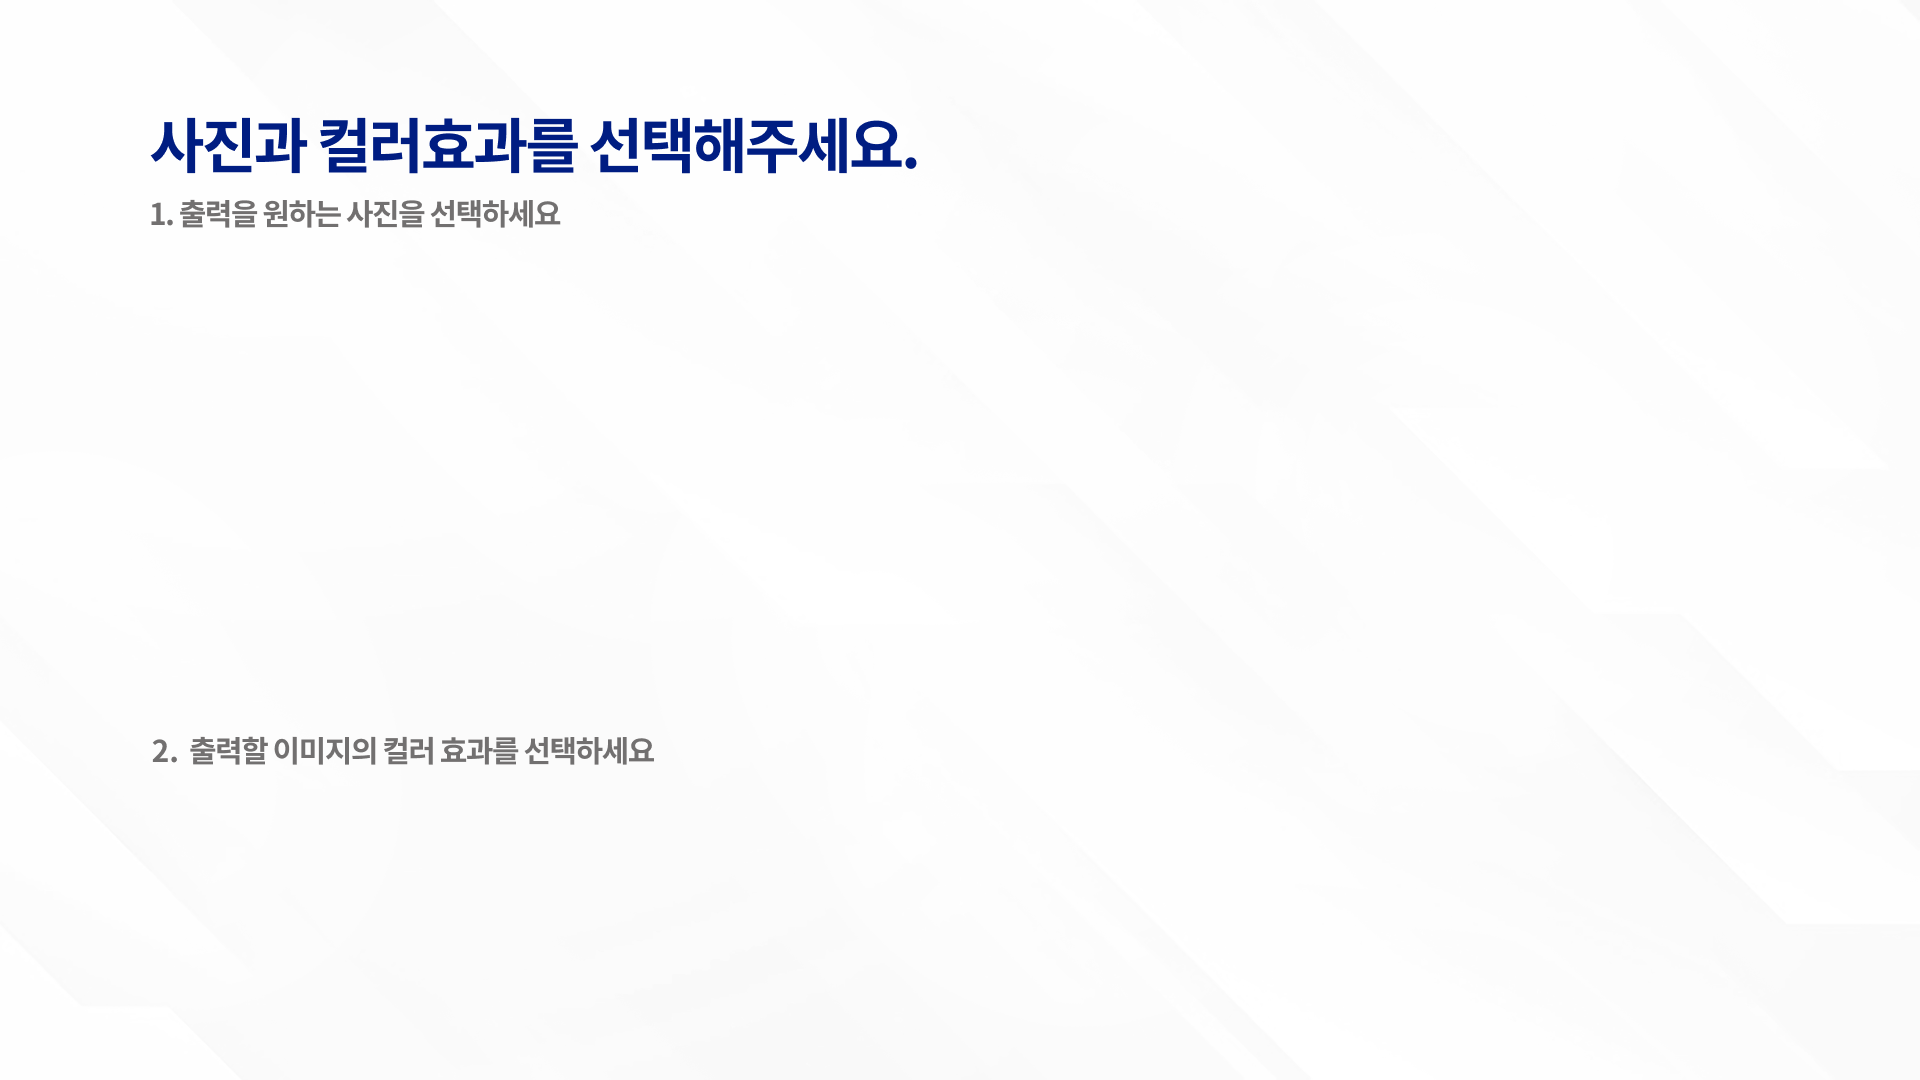 사진과 컬러효과를 선택해주세요.
1. 출력을 원하는 사진을 선택하세요
2. 출력할 이미지의 컬러 효과를 선택하세요